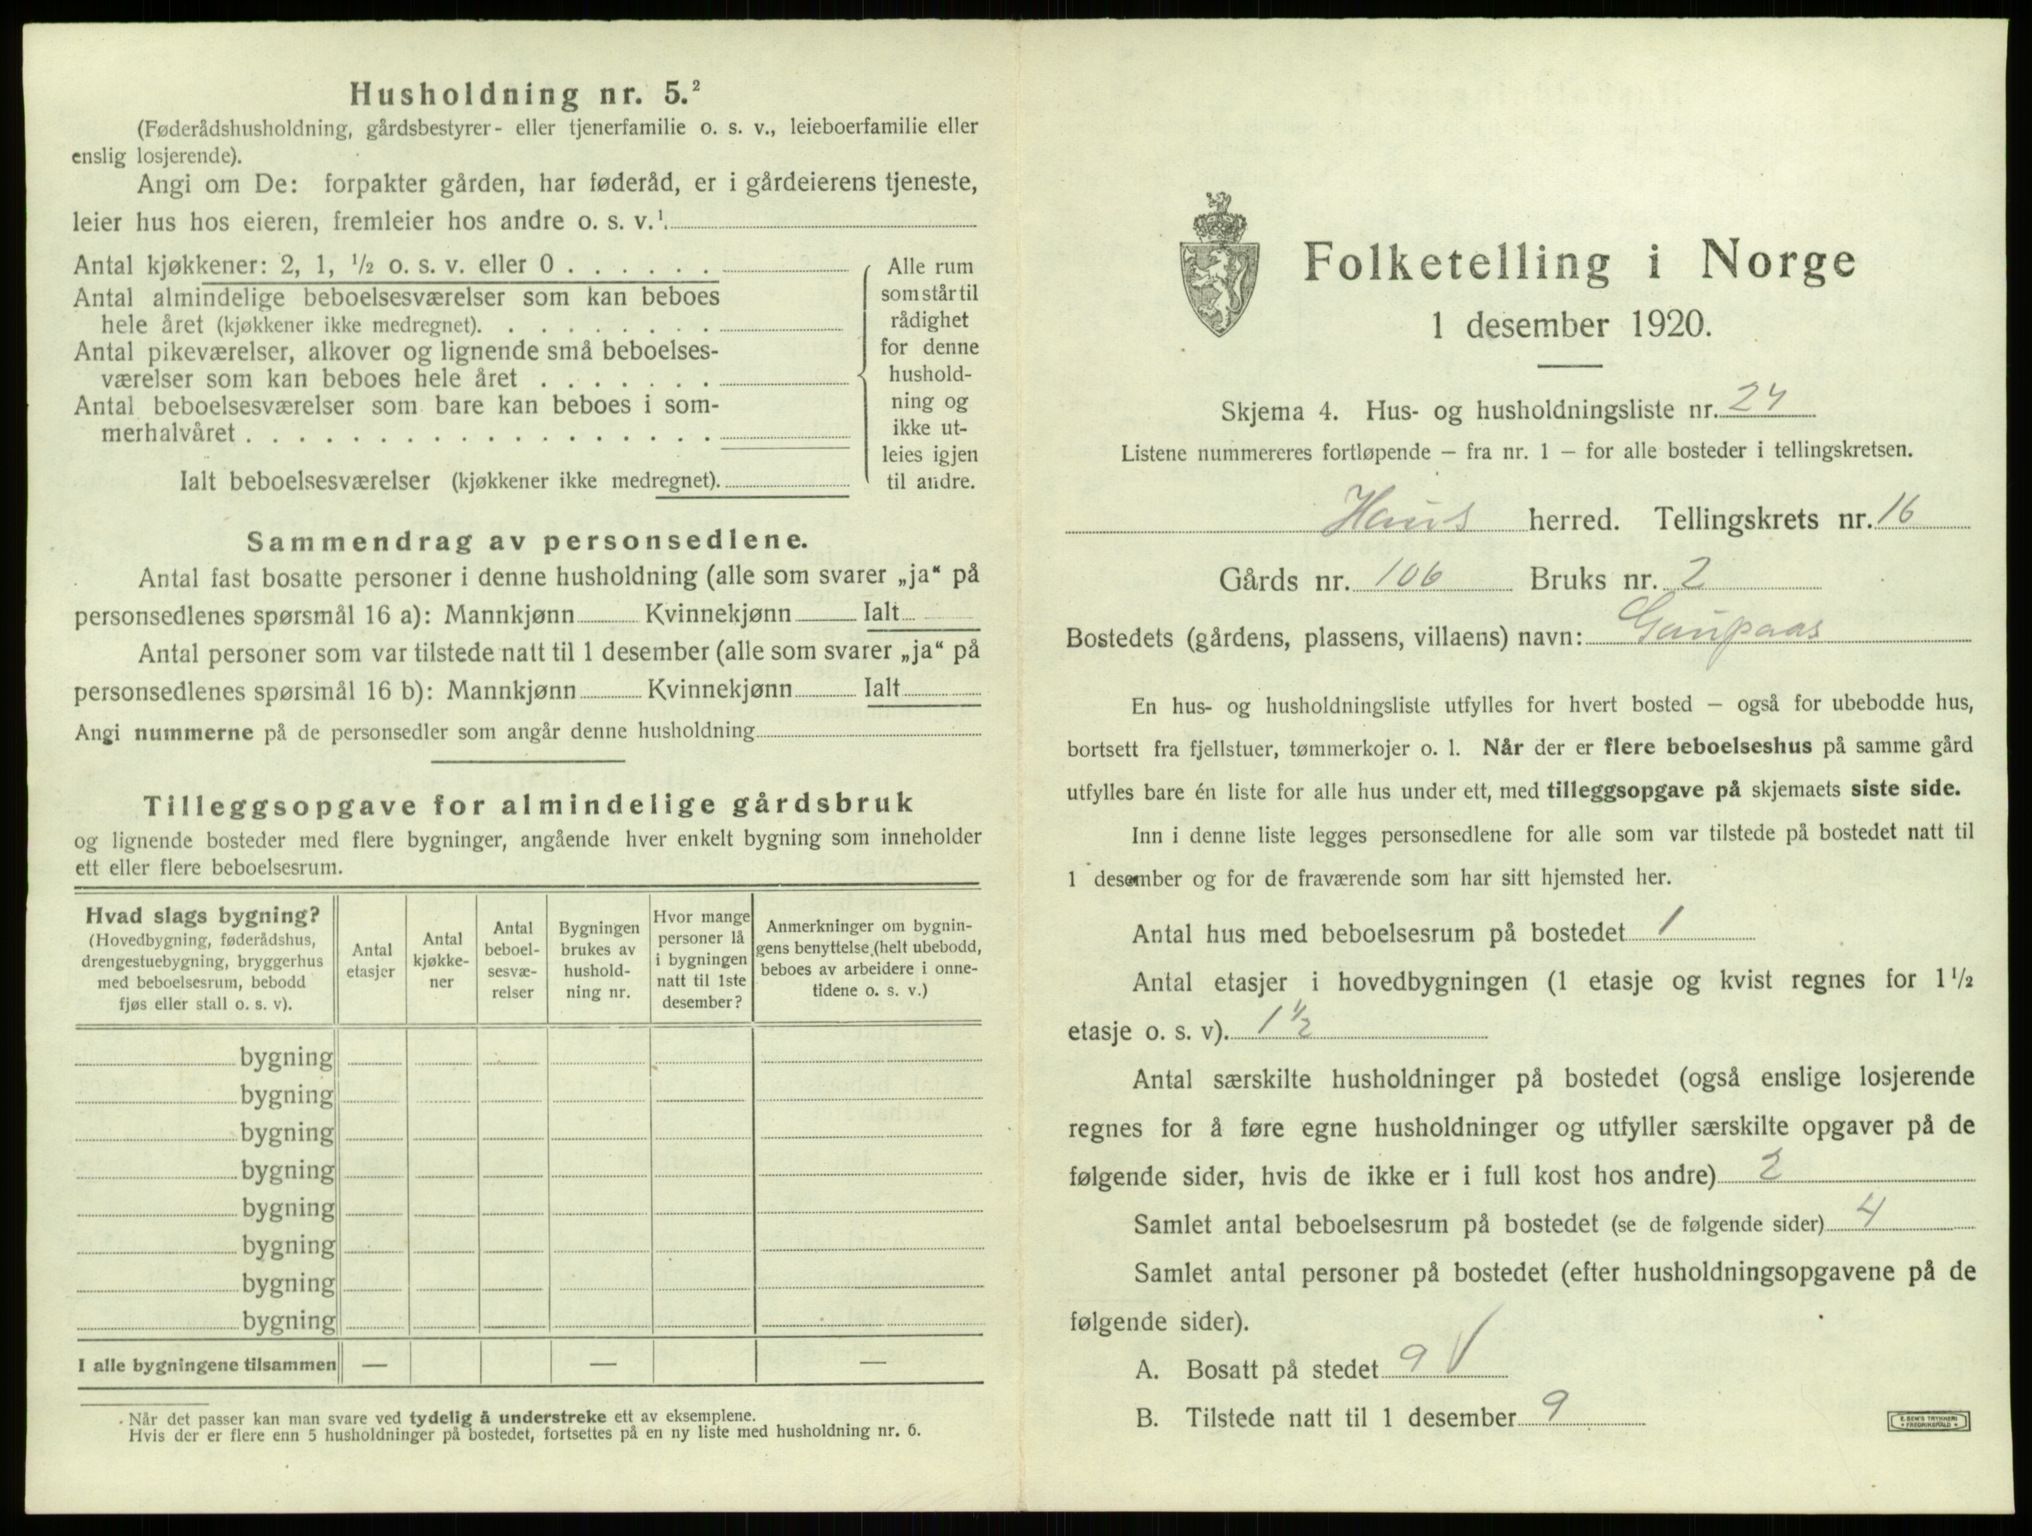 Husholdning nr. 5.²
(Føderådshusholdning, gårdsbestyrer- eller tjenerfamilie o. s. v., leieboerfamilie eller
enslig losjerende).
Angi om De: forpakter gården, har føderåd, er i gårdeierens tjeneste,
leier hus hos eieren, fremleier hos andre o. s. v.¹.
Antal kjøkkener: 2, 1, ½ o. s. v. eller 0 . . . . . .
Antal almindelige beboelsesværelser som kan beboes
hele året (kjøkkener ikke medregnet). . . . . . . . .
Antal pikeværelser, alkover og lignende små beboelses-
værelser som kan beboes hele året . . . . . . .
Antal beboelsesværelser som bare kan beboes i som-
merhalvåret . . . . . . . . . . . . . . . . . .
Ialt beboelsesværelser (kjøkkener ikke medregnet).
Alle rum
som står til
rådighet
for denne
hushold-
ning og
ikke ut-
leies igjen
til andre.
Sammendrag av personsedlene.
Antal fast bosatte personer i denne husholdning (alle som svarer „ja“ på
personsedlenes spørsmål 16 a): Mannkjønn Kvinnekjønn Ialt
Antal personer som var tilstede natt til 1 desember (alle som svarer „ja“ på
personsedlenes spørsmål 16 b): Mannkjønn Kvinnekjønn Ialt
Angi nummerne på de personsedler som angår denne husholdning
Tilleggsopgave for almindelige gårdsbruk
og lignende bosteder med flere bygninger, angående hver enkelt bygning som inneholder
ett eller flere beboelsesrum.
Hvad slags bygning?
(Hovedbygning, føderådshus,
drengestuebygning, bryggerhus
med beboelsesrum, bebodd
fjøs eller stall o. s. v).
Antal
etasjer
Antal
kjøkke-
ner
Antal
beboel-
sesvæ-
relser
Bygningen
brukes av
hushold-
ning nr.
Hvor mange
personer lå
i bygningen
natt til 1ste
desember?
Anmerkninger om bygnin-
gens benyttelse (helt ubebodd,
beboes av arbeidere i onne-
tidene o. s. v.)
bygning
bygning
bygning
bygning
bygning
bygning
bygning
bygning
I alle bygningene tilsammen — — —
¹ Når det passer kan man svare ved tydelig å understreke ett av eksemplene.
Hvis der er flere enn 5 husholdninger på bostedet, fortsettes på en ny liste med husholdning nr. 6.
Folketelling i Norge
1 desember 1920.
Skjema 4. Hus- og husholdningsliste nr. 24
Listene nummereres fortløpende — fra nr. 1 — for alle bosteder i tellingskretsen.
Haus herred. Tellingskrets nr. 16
Gårds nr. 106 Bruks nr. 2
Bostedets (gårdens, plassens, villaens) navn: Gaupaas
En hus- og husholdningsliste utfylles for hvert bosted — også for ubebodde hus,
bortsett fra fjellstuer, tømmerkojer o. l. Når der er flere beboelseshus på samme gård
utfylles bare én liste for alle hus under ett, med tilleggsopgave på skjemaets siste side.
Inn i denne liste legges personsedlene for alle som var tilstede på bostedet natt til
1 desember og for de fraværende som har sitt hjemsted her.
Antal hus med beboelsesrum på bostedet 1
Antal etasjer i hovedbygningen (1 etasje og kvist regnes for 1 ½
etasje o. s. v). 1 ½
Antal særskilte husholdninger på bostedet (også enslige losjerende
regnes for å føre egne husholdninger og utfyller særskilte opgaver på de
følgende sider, hvis de ikke er i full kost hos andre) 2
Samlet antal beboelsesrum på bostedet (se de følgende sider) 4
Samlet antal personer på bostedet (efter husholdningsopgavene på de
følgende sider).
A. Bosatt på stedet 9 V
B. Tilstede natt til 1 desember 9
E. SEM'S TRYKKERI
FREDRIKSHALD